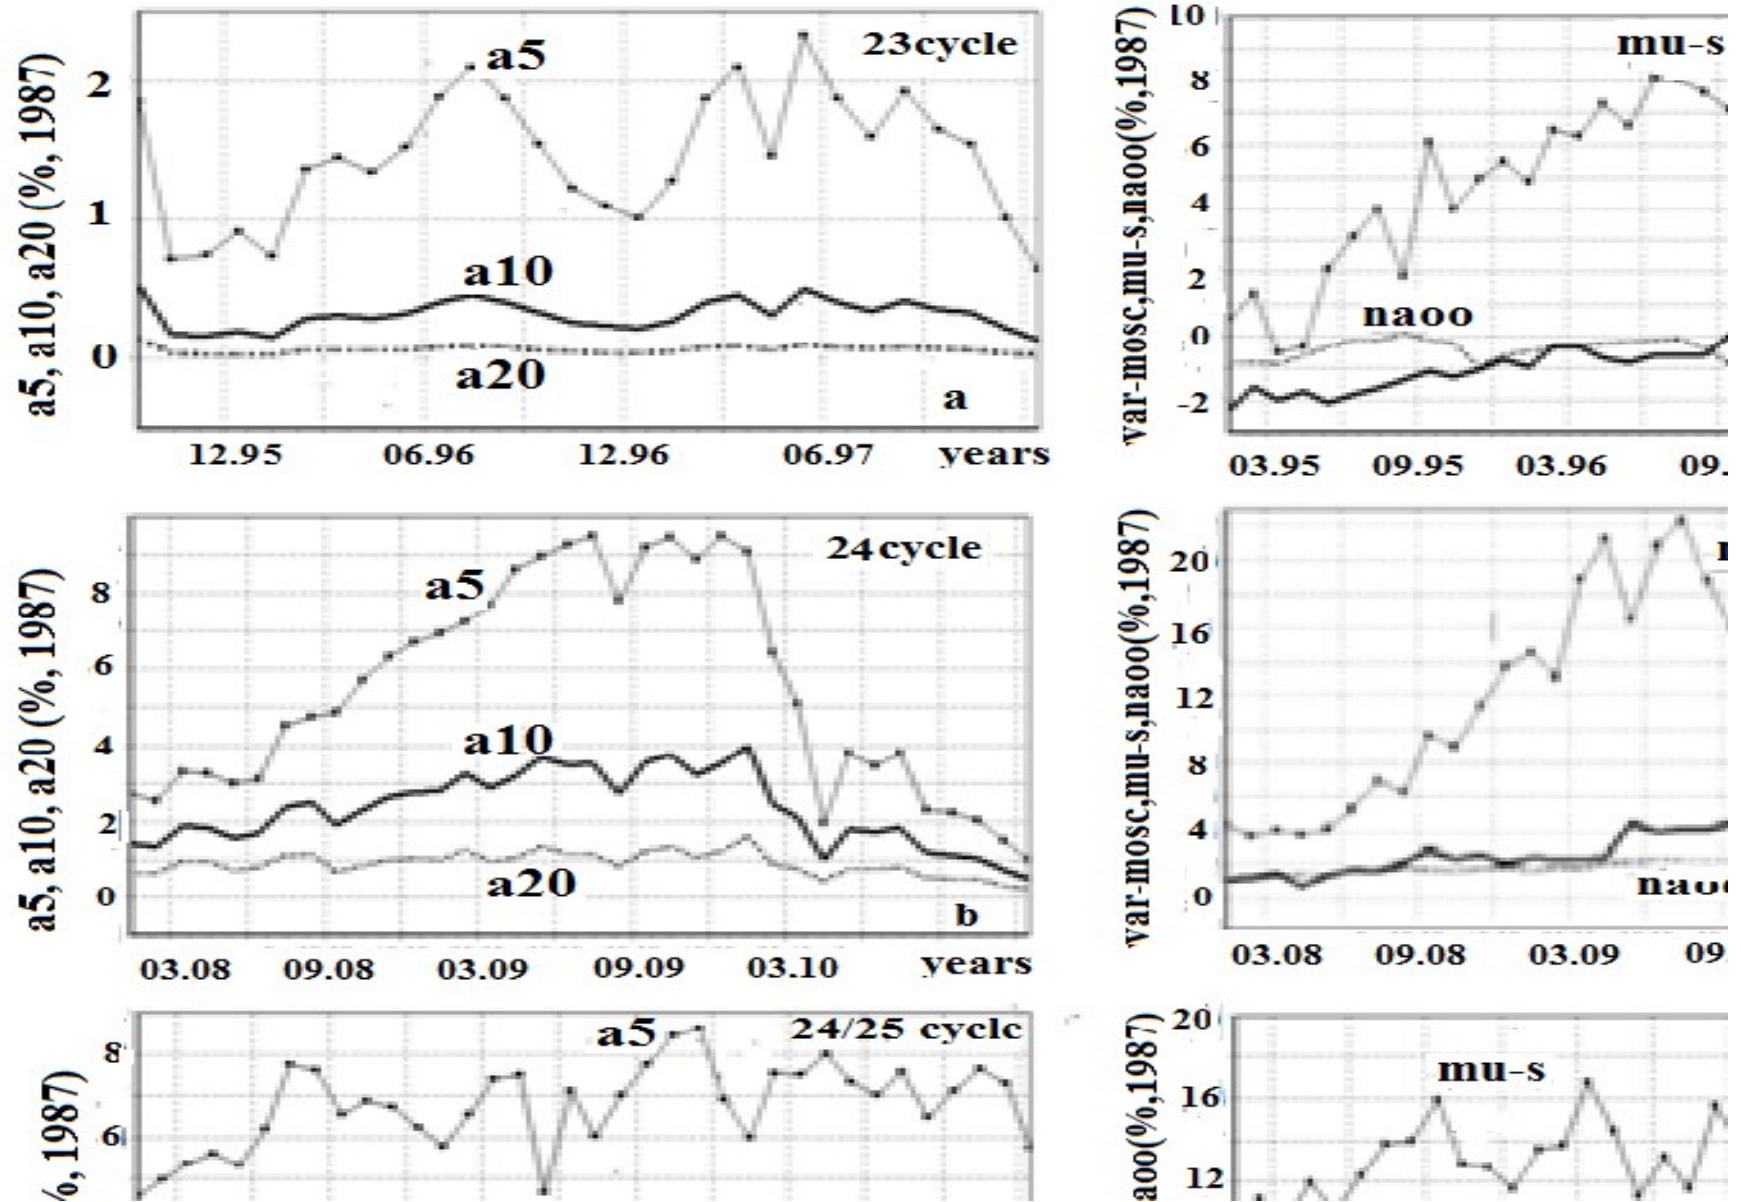 a5, a10, a20 (%, 1987)
2
1
0
a5
23cycle
a10
a20
a
12.95 06.96 12.96 06.97 years
var-mosc,mu-s,naoo(%,1987)
10
8
6
4
2
0
-2
mu-s
naoo
03.95 09.95 03.96 09.
a5, a10, a20 (%, 1987)
8
6
4
2
0
24cycle
a5
a10
a20
b
03.08 09.08 03.09 09.09 03.10 years
var-mosc,mu-s,naoo(%,1987)
20
16
12
8
4
0
03.08 09.08 03.09 09.
%, 1987)
8
6
a5
24/25 cyclc
aoo(%,1987)
20
16
12
mu-s